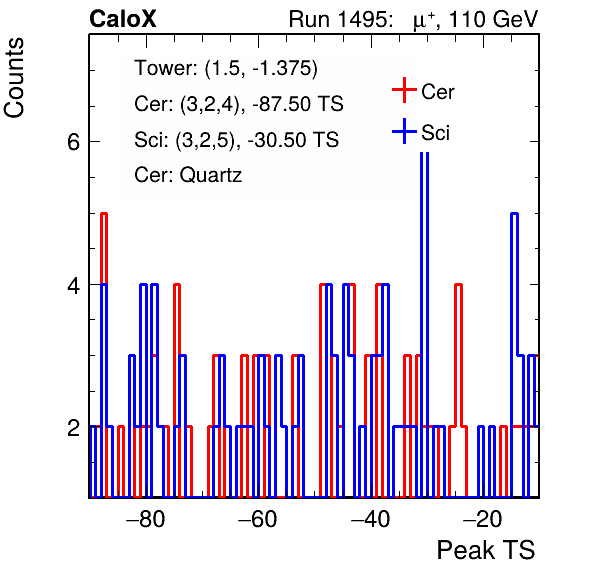 CaloX Run 1495: μ⁺, 110 GeV
Counts
Tower: (1.5, -1.375)
Cer: (3,2,4), -87.50 TS
Sci: (3,2,5), -30.50 TS
Cer: Quartz
Cer
Sci
6
4
2
−80 −60 −40 −20
Peak TS